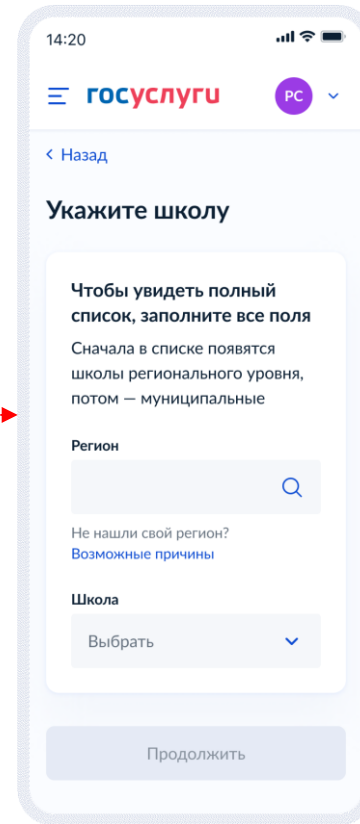 14:20
госуслуги
РС
Назад
Укажите школу
Чтобы увидеть полный
список, заполните все поля
Сначала в списке появятся
школы регионального уровня,
потом — муниципальные
Регион
Не нашли свой регион?
Возможные причины
Школа
Выбрать
Продолжить